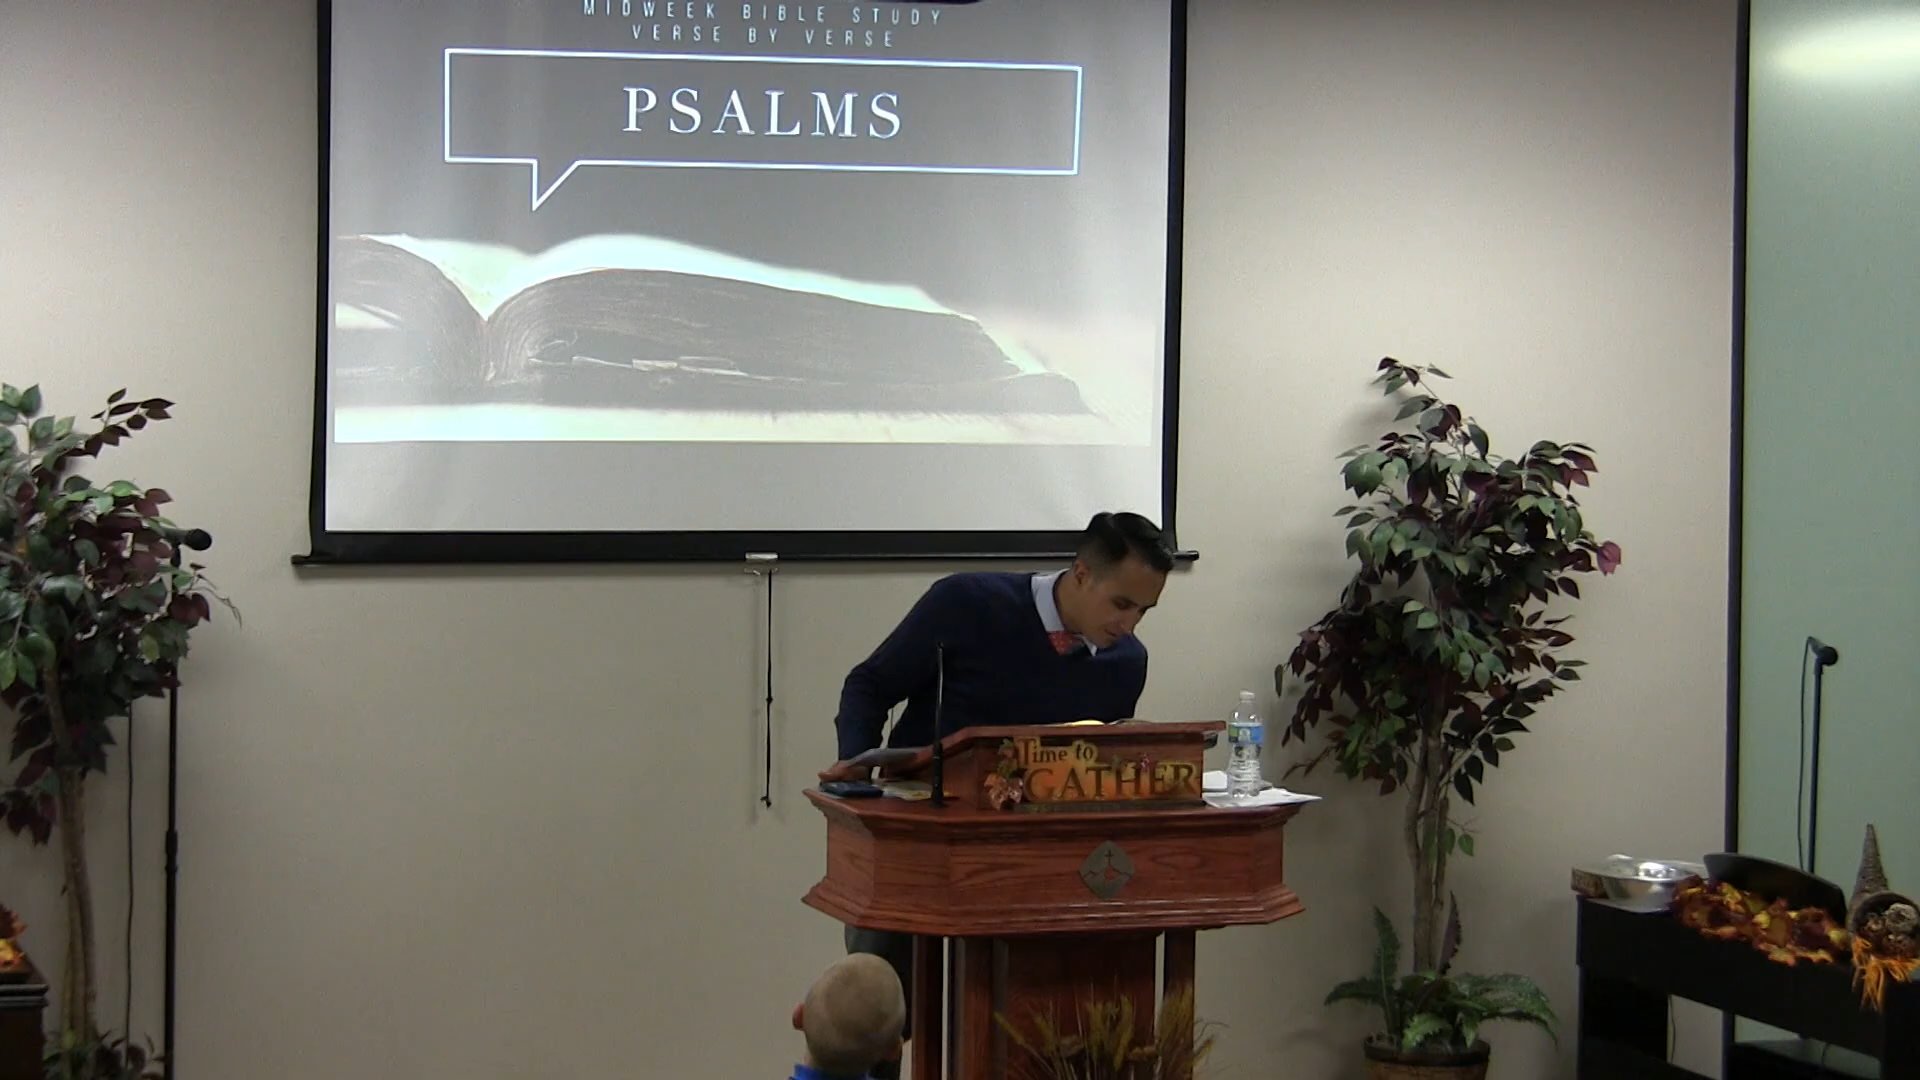 MIDWEEK BIBLE STUDY
VERSE BY VERSE
PSALMS
Time to
GATHER